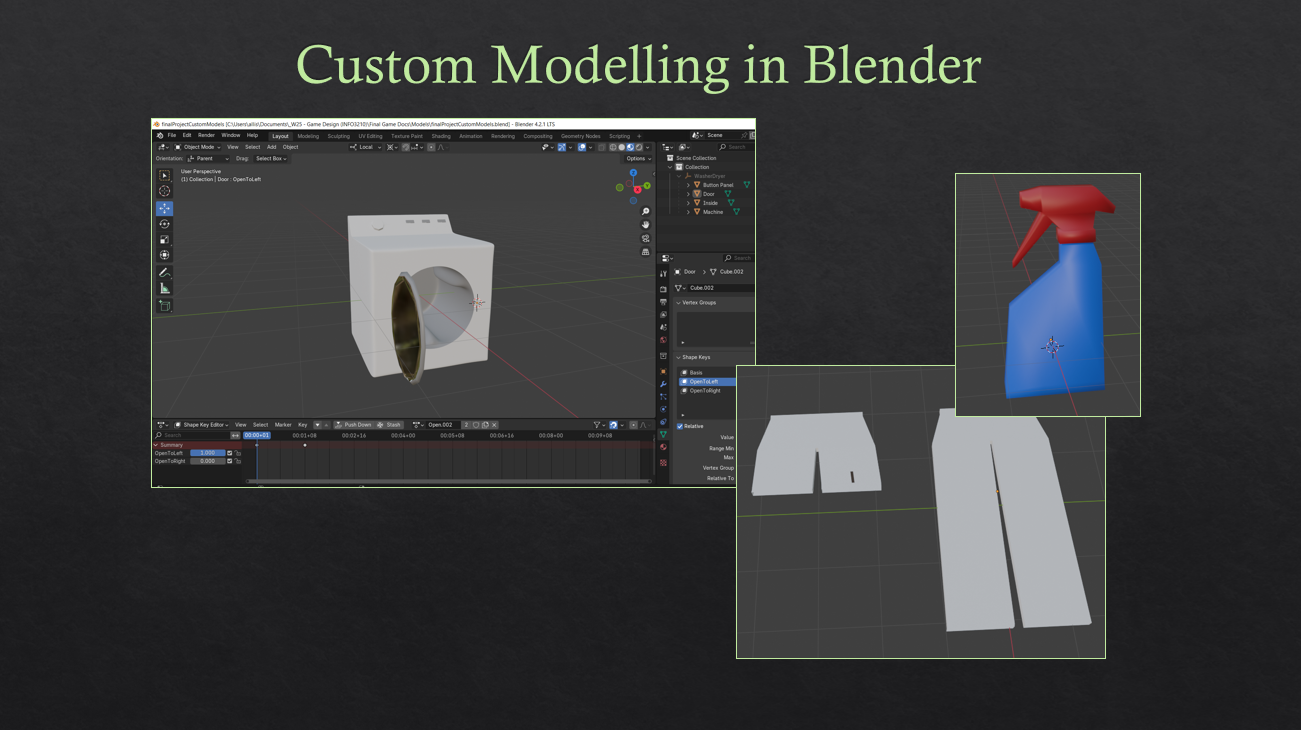 Custom Modelling in Blender
finalProjectCustomModels [C:\Users\allis\Documents\_W25 - Game Design (INFO3210)\Final Game Docs\Models\finalProjectCustomModels.blend] - Blender 4.2.1 LTS
File Edit Render Window Help Layout Modeling Sculpting UV Editing Texture Paint Shading Animation Rendering Compositing Geometry Nodes Scripting + Scene
Object Mode View Select Add Object Local Search
Orientation: Parent Drag: Select Box Options
User Perspective
(1) Collection | Door : OpenToLeft
Scene Collection
Collection
WasherDryer
Button Panel
Door
Inside
Machine
Z
Y
X
Search
Door > Cube.002
Cube.002
Vertex Groups
Shape Keys
Basis
OpenToLeft
OpenToRight
Relative
Value
Range Min
Max
Vertex Group
Relative To
Shape Key Editor View Select Marker Key Push Down Stash Open.002 2
Search 00:00+01 00:01+08 00:02+16 00:04+00 00:05+08 00:06+16 00:08+00 00:09+08
Summary
OpenToLeft 1.000
OpenToRight 0.000